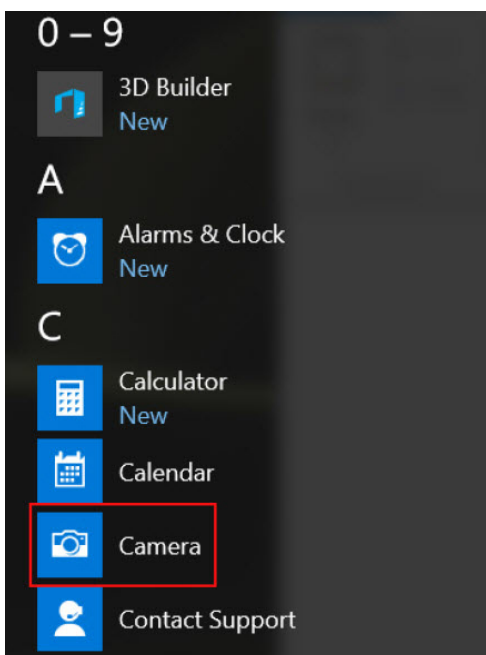 0 – 9
3D Builder
New
A
Alarms & Clock
New
C
Calculator
New
Calendar
Camera
Contact Support